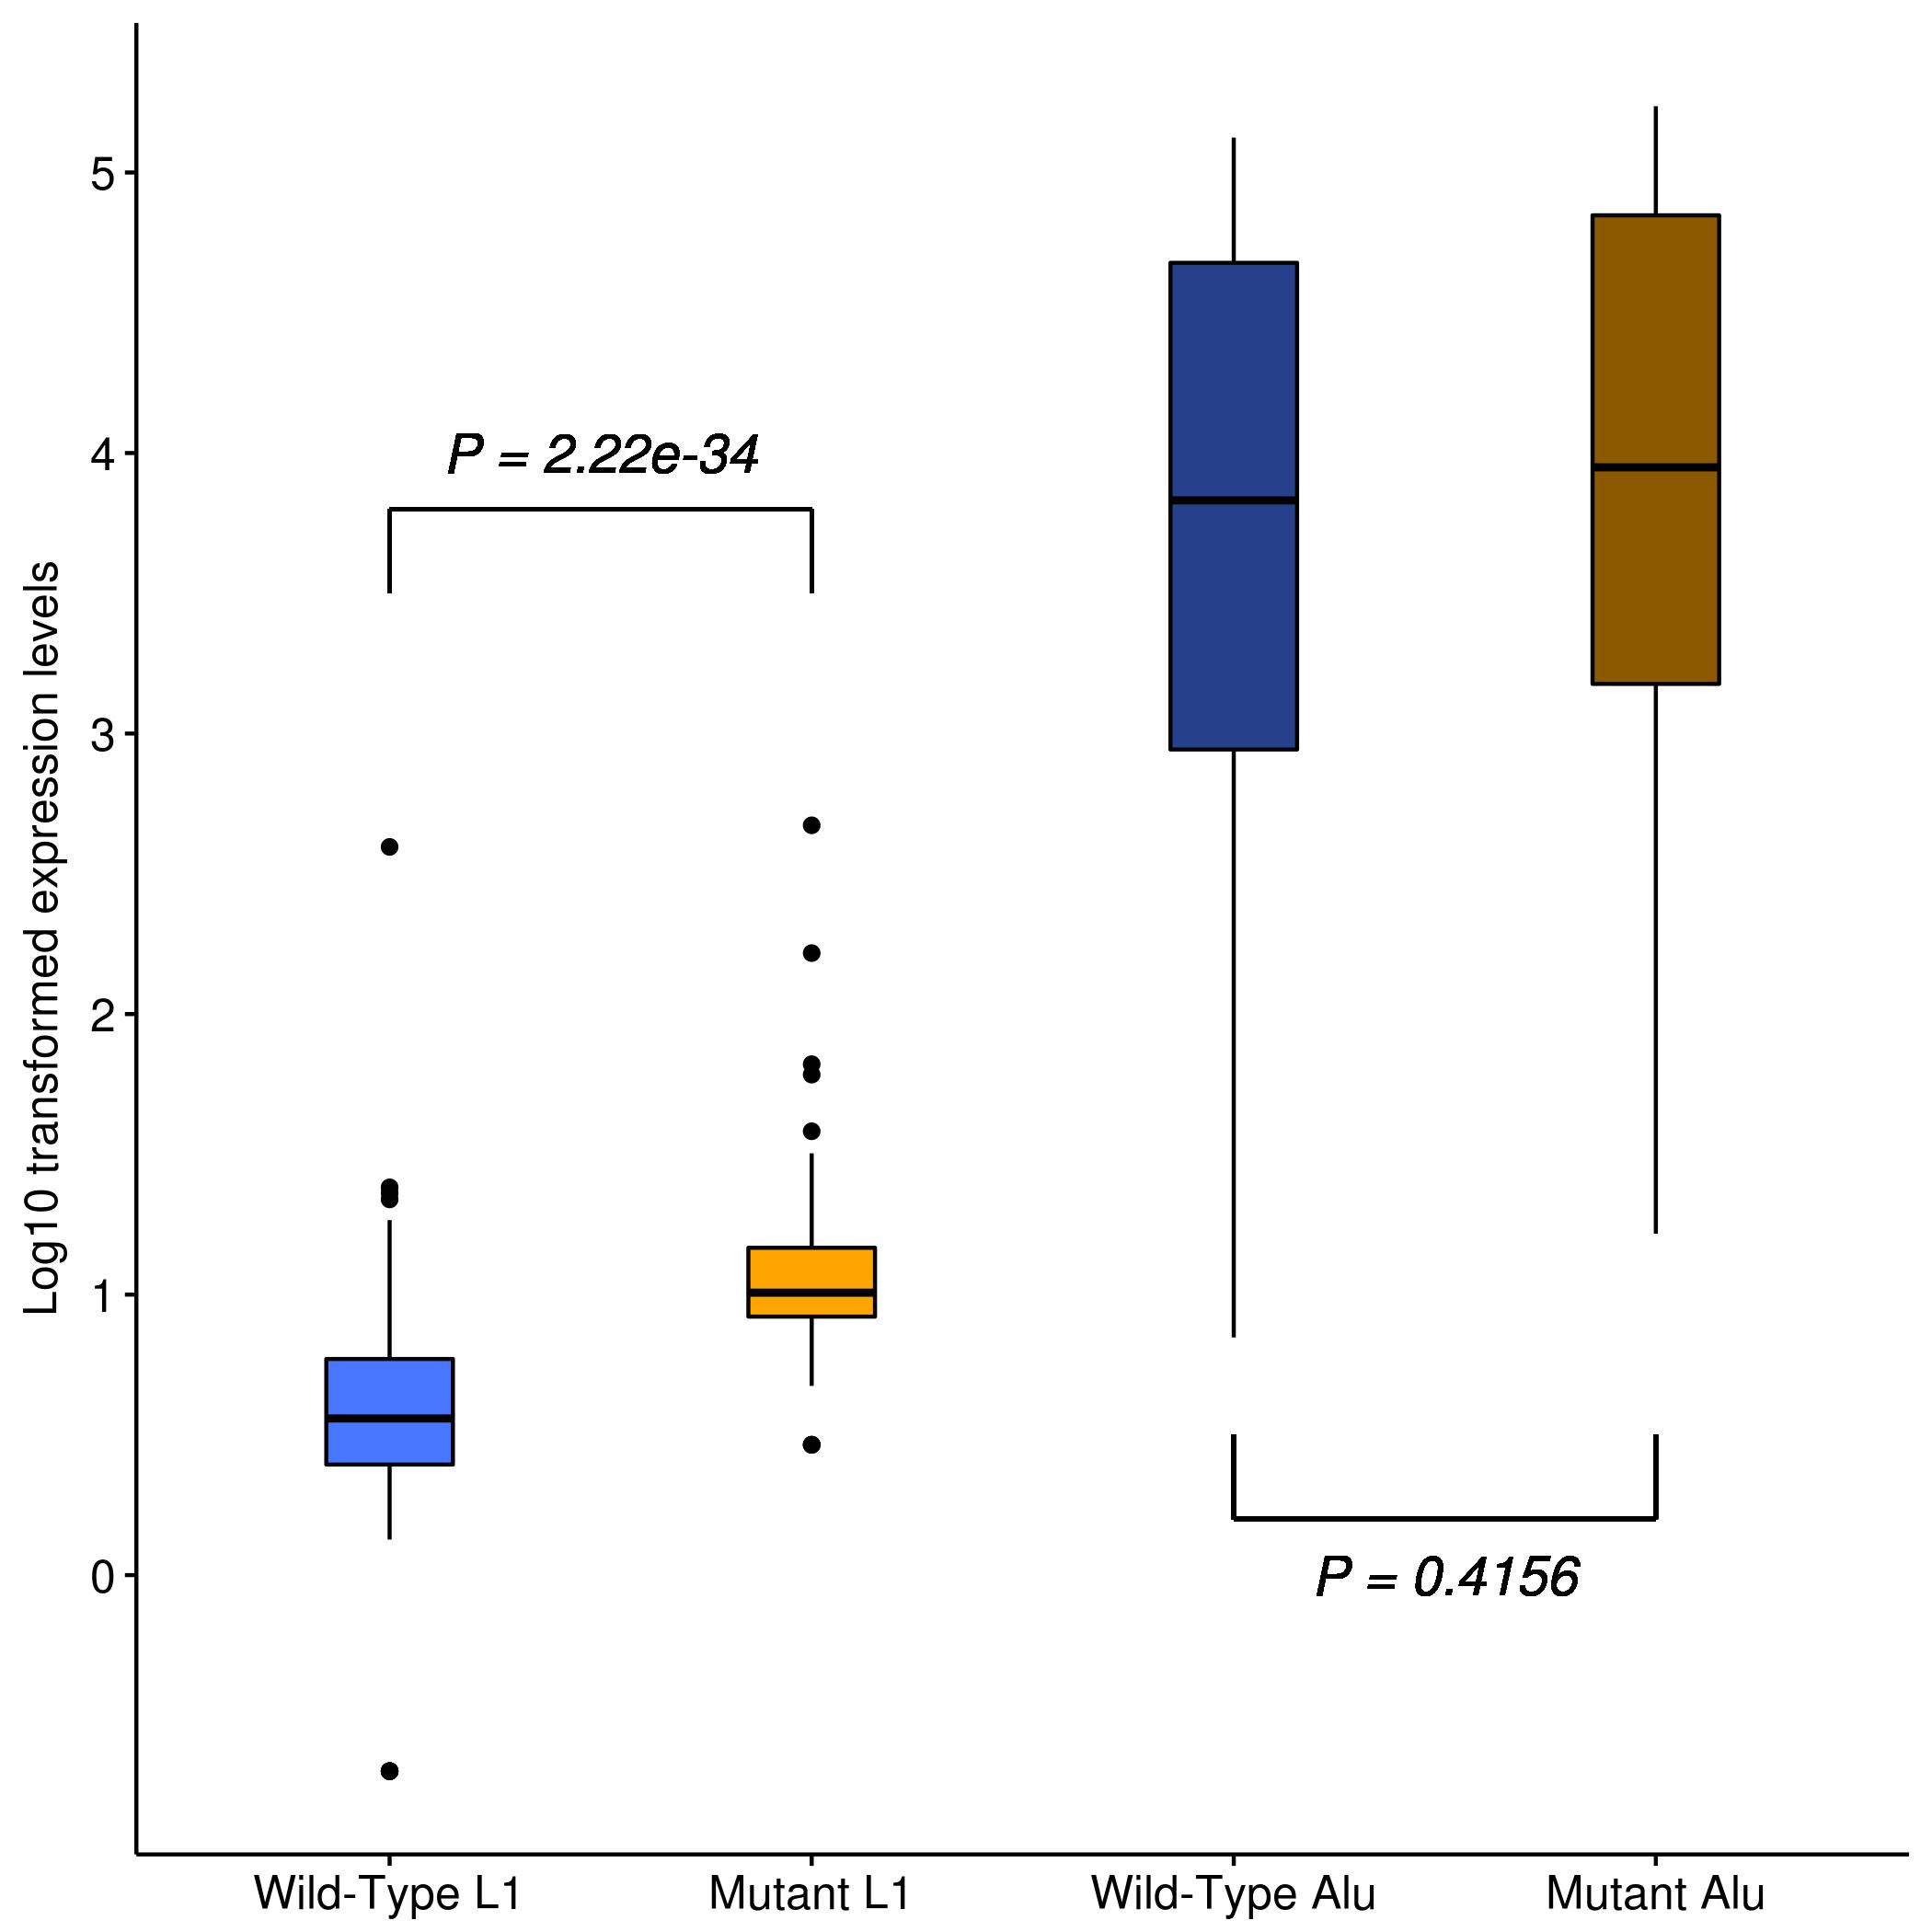 Log10 transformed expression levels
5
4
3
2
1
0
P = 2.22e-34
P = 0.4156
Wild-Type L1
Mutant L1
Wild-Type Alu
Mutant Alu